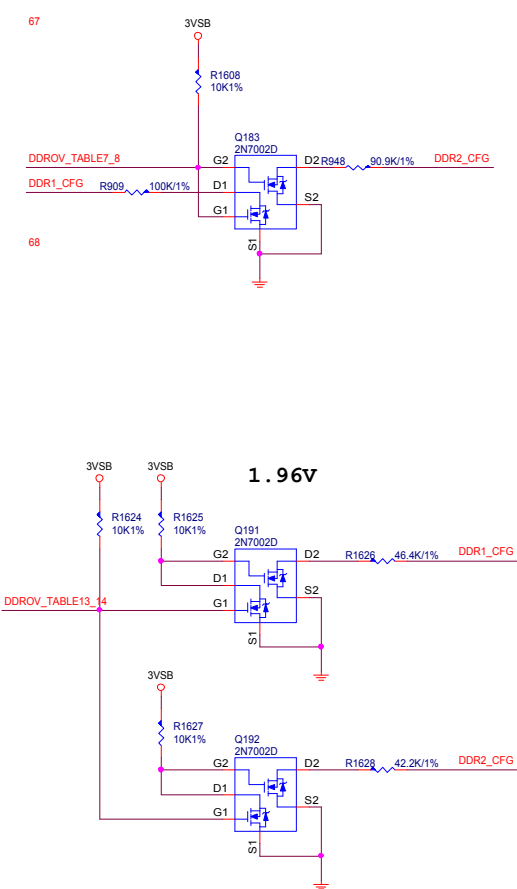 67
3VSB
R1608
10K1%
Q183
2N7002D
DDROV_TABLE7_8
G2
D2
R948
90.9K/1%
DDR2_CFG
DDR1_CFG
R909
100K/1%
D1
S2
G1
68
S1
3VSB
3VSB
1.96V
R1624
10K1%
R1625
10K1%
Q191
2N7002D
G2
D2
R1626
46.4K/1%
DDR1_CFG
D1
S2
DDROV_TABLE13_14
G1
S1
3VSB
R1627
10K1%
Q192
2N7002D
G2
D2
R1628
42.2K/1%
DDR2_CFG
D1
S2
G1
S1